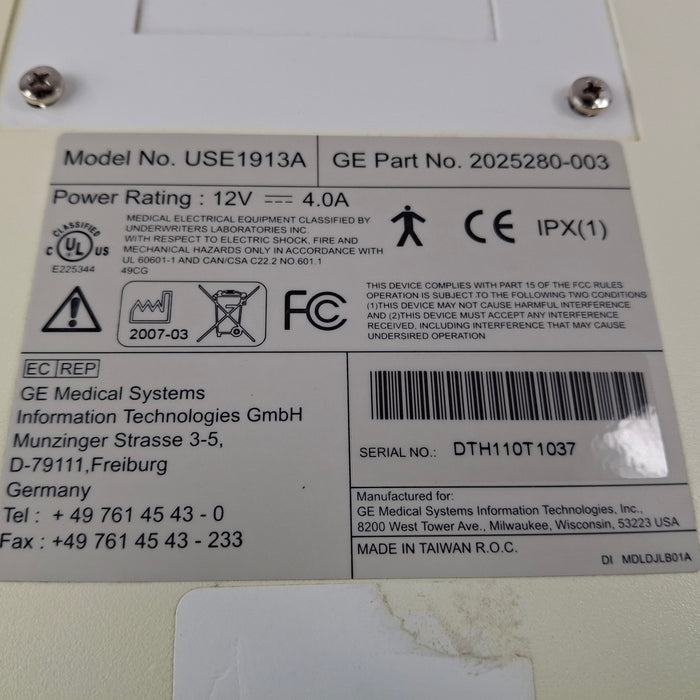 Model No. USE1913A
GE Part No. 2025280-003
Power Rating : 12V 4.0A
CLASSIFIED
C UL US
E225344
MEDICAL ELECTRICAL EQUIPMENT CLASSIFIED BY
UNDERWRITERS LABORATORIES INC.
WITH RESPECT TO ELECTRIC SHOCK, FIRE AND
MECHANICAL HAZARDS ONLY IN ACCORDANCE WITH
UL 60601-1 AND CAN/CSA C22.2 NO.601.1
49CG
CE
IPX(1)
2007-03
FC
THIS DEVICE COMPLIES WITH PART 15 OF THE FCC RULES
OPERATION IS SUBJECT TO THE FOLLOWING TWO CONDITIONS
(1)THIS DEVICE MAY NOT CAUSE HARMFUL INTERFERENCE
AND (2)THIS DEVICE MUST ACCEPT ANY INTERFERENCE
RECEIVED, INCLUDING INTERFERENCE THAT MAY CAUSE
UNDERSIRED OPERATION
EC REP
GE Medical Systems
Information Technologies GmbH
Munzinger Strasse 3-5,
D-79111,Freiburg
Germany
Tel : + 49 761 45 43 - 0
Fax : +49 761 45 43 - 233
SERIAL NO.: DTH110T1037
Manufactured for:
GE Medical Systems Information Technologies, Inc.,
8200 West Tower Ave., Milwaukee, Wisconsin, 53223 USA
MADE IN TAIWAN R.O.C.
DI MDLDJLB01A